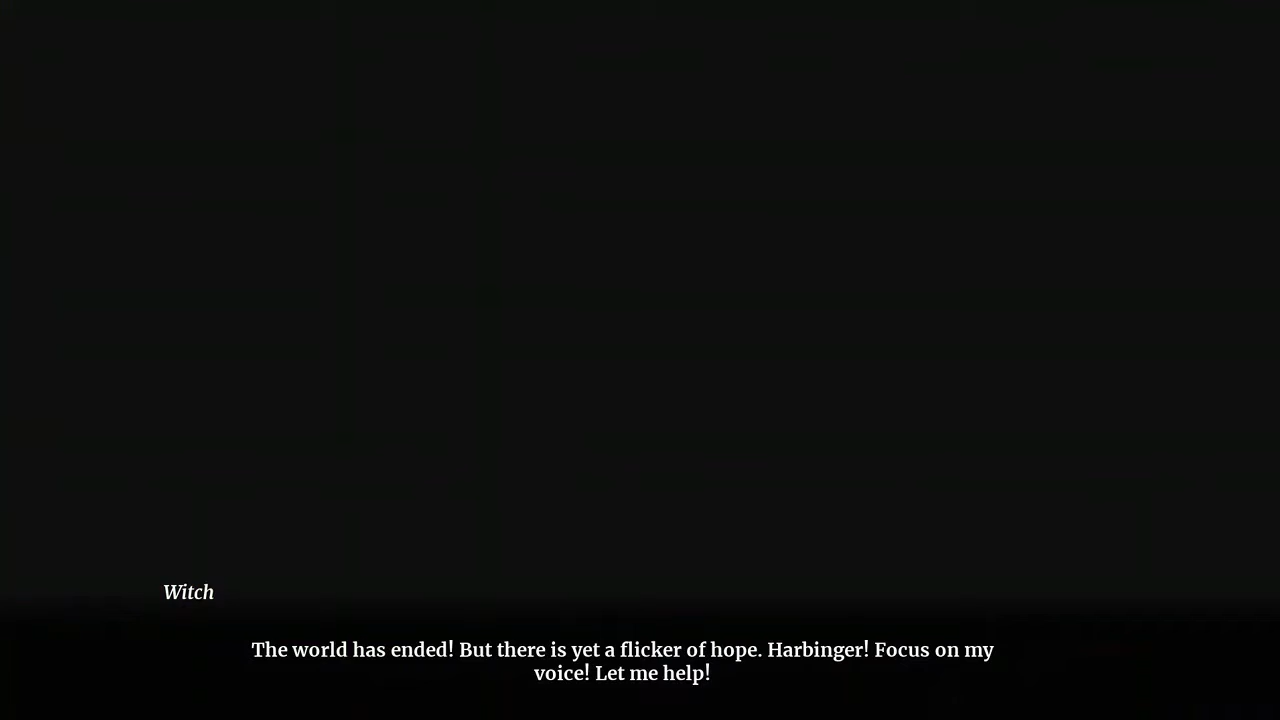 Witch
The world has ended! But there is yet a flicker of hope. Harbinger! Focus on my
voice! Let me help!